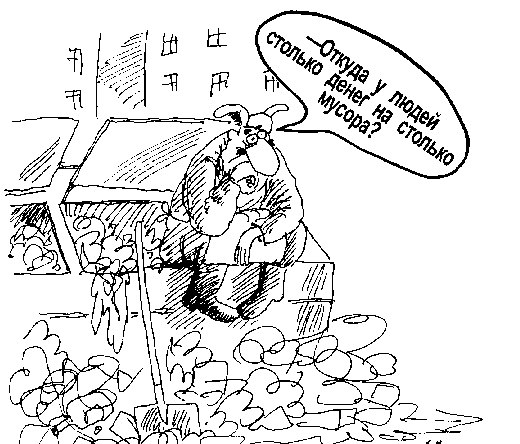 —Откуда у людей
столько денег на столько
мусора?